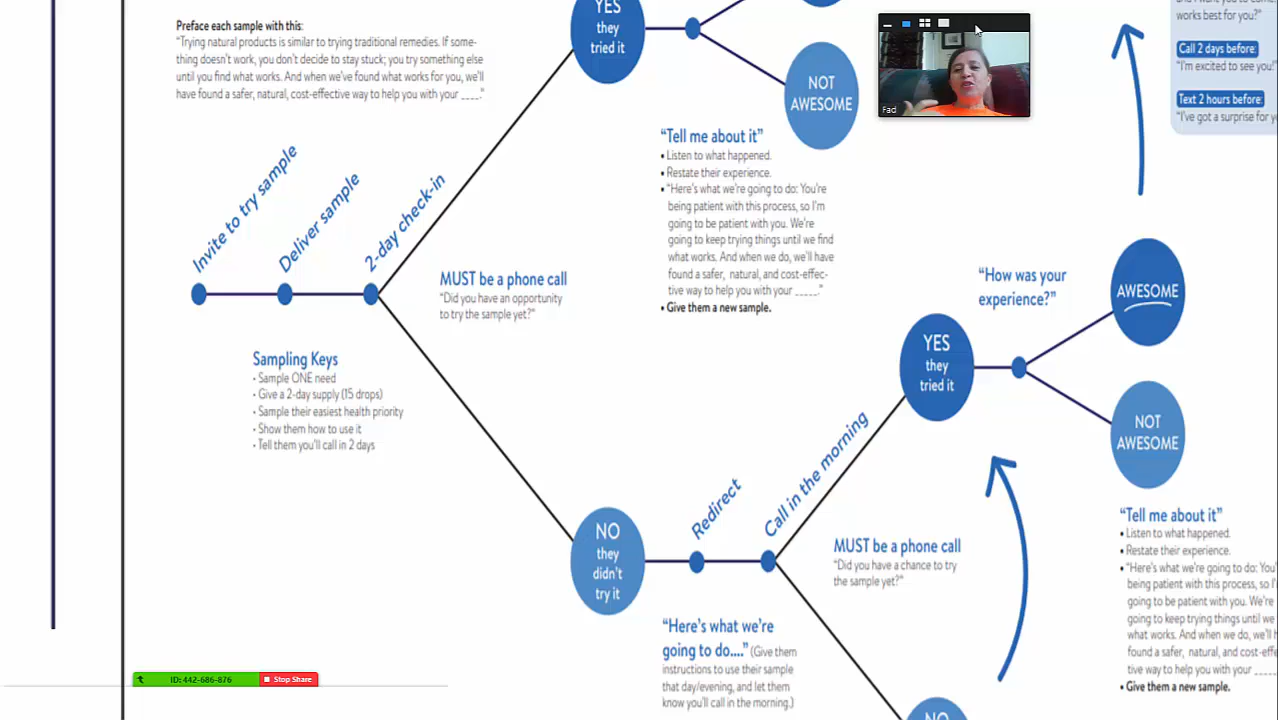 Preface each sample with this:
"Trying natural products is similar to trying traditional remedies. If some-
thing doesn't work, you don't decide to stay stuck; you try something else
until you find what works. And when we've found what works for you, we'll
have found a safer, natural, cost-effective way to help you with your ____."
YES
they
tried it
NOT
AWESOME
Fad
works best for you?"
Call 2 days before:
"I'm excited to see you!"
Text 2 hours before:
"I've got a surprise for
"Tell me about it"
• Listen to what happened.
• Restate their experience.
• "Here's what we're going to do: You're
being patient with this process, so I'm
going to be patient with you. We're
going to keep trying things until we find
what works. And when we do, we'll have
found a safer, natural, and cost-effec-
tive way to help you with your _____."
• Give them a new sample.
Invite to try sample
Deliver sample
2-day check-in
MUST be a phone call
"Did you have an opportunity
to try the sample yet?"
Sampling Keys
• Sample ONE need
• Give a 2-day supply (15 drops)
• Sample their easiest health priority
• Show them how to use it
• Tell them you'll call in 2 days
"How was your
experience?"
AWESOME
YES
they
tried it
NOT
AWESOME
NO
they
didn't
try it
Redirect
Call in the morning
MUST be a phone call
"Did you have a chance to try
the sample yet?"
"Here's what we're
going to do...." (Give them
instructions to use their sample
that day/evening, and let them
know you'll call in the morning.)
"Tell me about it"
• Listen to what happened.
• Restate their experience.
• "Here's what we're going to do: You'
being patient with this process, so I'
going to be patient with you. We're
going to keep trying things until we
what works. And when we do, we'll h
found a safer, natural, and cost-effe
tive way to help you with your ____
• Give them a new sample.
NO
ID: 442-686-876
Stop Share